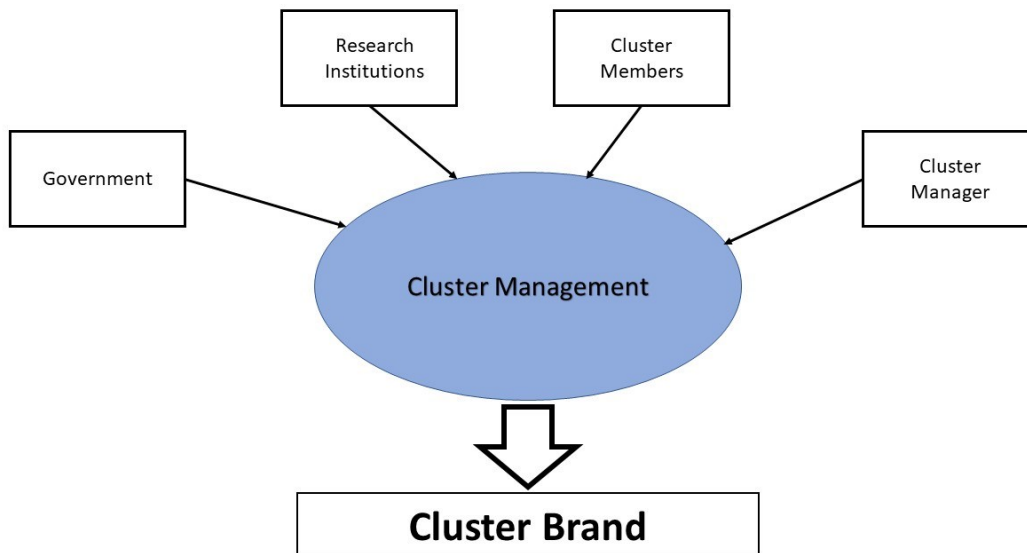 Research
Institutions
Cluster
Members
Government
Cluster
Manager
Cluster Management
Cluster Brand